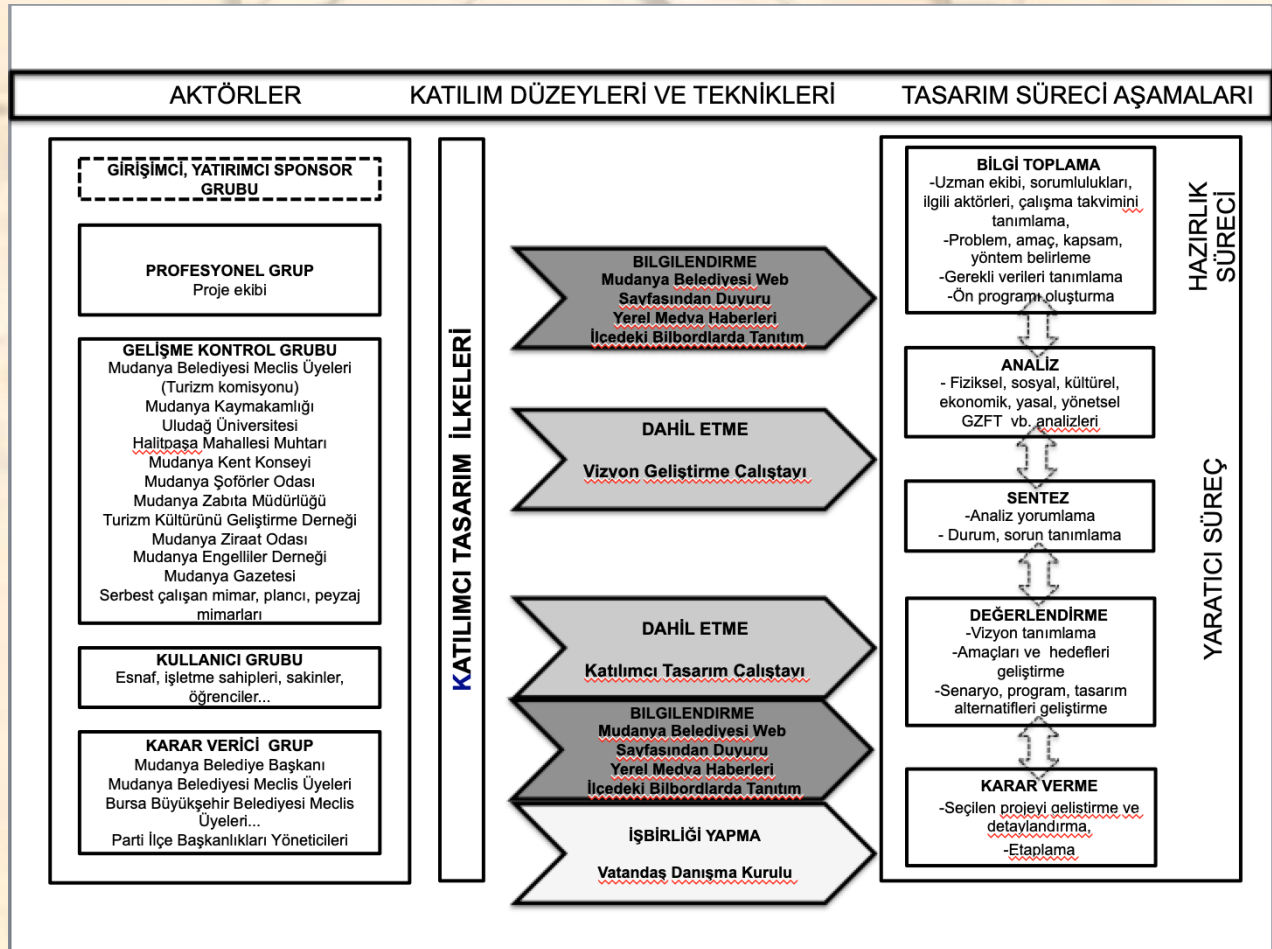 AKTÖRLER
KATILIM DÜZEYLERİ VE TEKNİKLERİ
TASARIM SÜRECİ AŞAMALARI
GİRİŞİMCİ, YATIRIMCI SPONSOR
GRUBU
PROFESYONEL GRUP
Proje ekibi
GELİŞME KONTROL GRUBU
Mudanya Belediyesi Meclis Üyeleri
(Turizm komisyonu)
Mudanya Kaymakamlığı
Uludağ Üniversitesi
Halitpaşa Mahallesi Muhtarı
Mudanya Kent Konseyi
Mudanya Şoförler Odası
Mudanya Zabıta Müdürlüğü
Turizm Kültürünü Geliştirme Derneği
Mudanya Ziraat Odası
Mudanya Engelliler Derneği
Mudanya Gazetesi
Serbest çalışan mimar, plancı, peyzaj
mimarları
KULLANICI GRUBU
Esnaf, işletme sahipleri, sakinler,
öğrenciler...
KARAR VERİCİ GRUP
Mudanya Belediye Başkanı
Mudanya Belediyesi Meclis Üyeleri
Bursa Büyükşehir Belediyesi Meclis
Üyeleri...
Parti İlçe Başkanlıkları Yöneticileri
KATILIMCI TASARIM İLKELERİ
BILGILENDIRME
Mudanya Belediyesi Web
Sayfasından Duyuru
Yerel Medya Haberleri
İlçedeki Bilbordlarda Tanıtım
DAHİL ETME
Vizyon Geliştirme Calıştayı
DAHİL ETME
Katılımcı Tasarım Calıştayı
BILGILENDIRME
Mudanya Belediyesi Web
Sayfasından Duyuru
Yerel Medya Haberleri
İlçedeki Bilbordlarda Tanıtım
İŞBİRLİĞİ YAPMA
Vatandaş Danışma Kurulu
BİLGİ TOPLAMA
-Uzman ekibi, sorumlulukları,
ilgili aktörleri, çalışma takvimini
tanımlama,
-Problem, amaç, kapsam,
yöntem belirleme
-Gerekli verileri tanımlama
-Ön programı oluşturma
ANALİZ
- Fiziksel, sosyal, kültürel,
ekonomik, yasal, yönetsel
GZFT vb. analizleri
SENTEZ
-Analiz yorumlama
- Durum, sorun tanımlama
DEĞERLENDİRME
-Vizyon tanımlama
-Amaçları ve hedefleri
geliştirme
-Senaryo, program, tasarım
alternatifleri geliştirme
KARAR VERME
-Seçilen projeyi geliştirme ve
detaylandırma,
-Etaplama
HAZIRLIK
SÜRECİ
YARATICI SÜREÇ